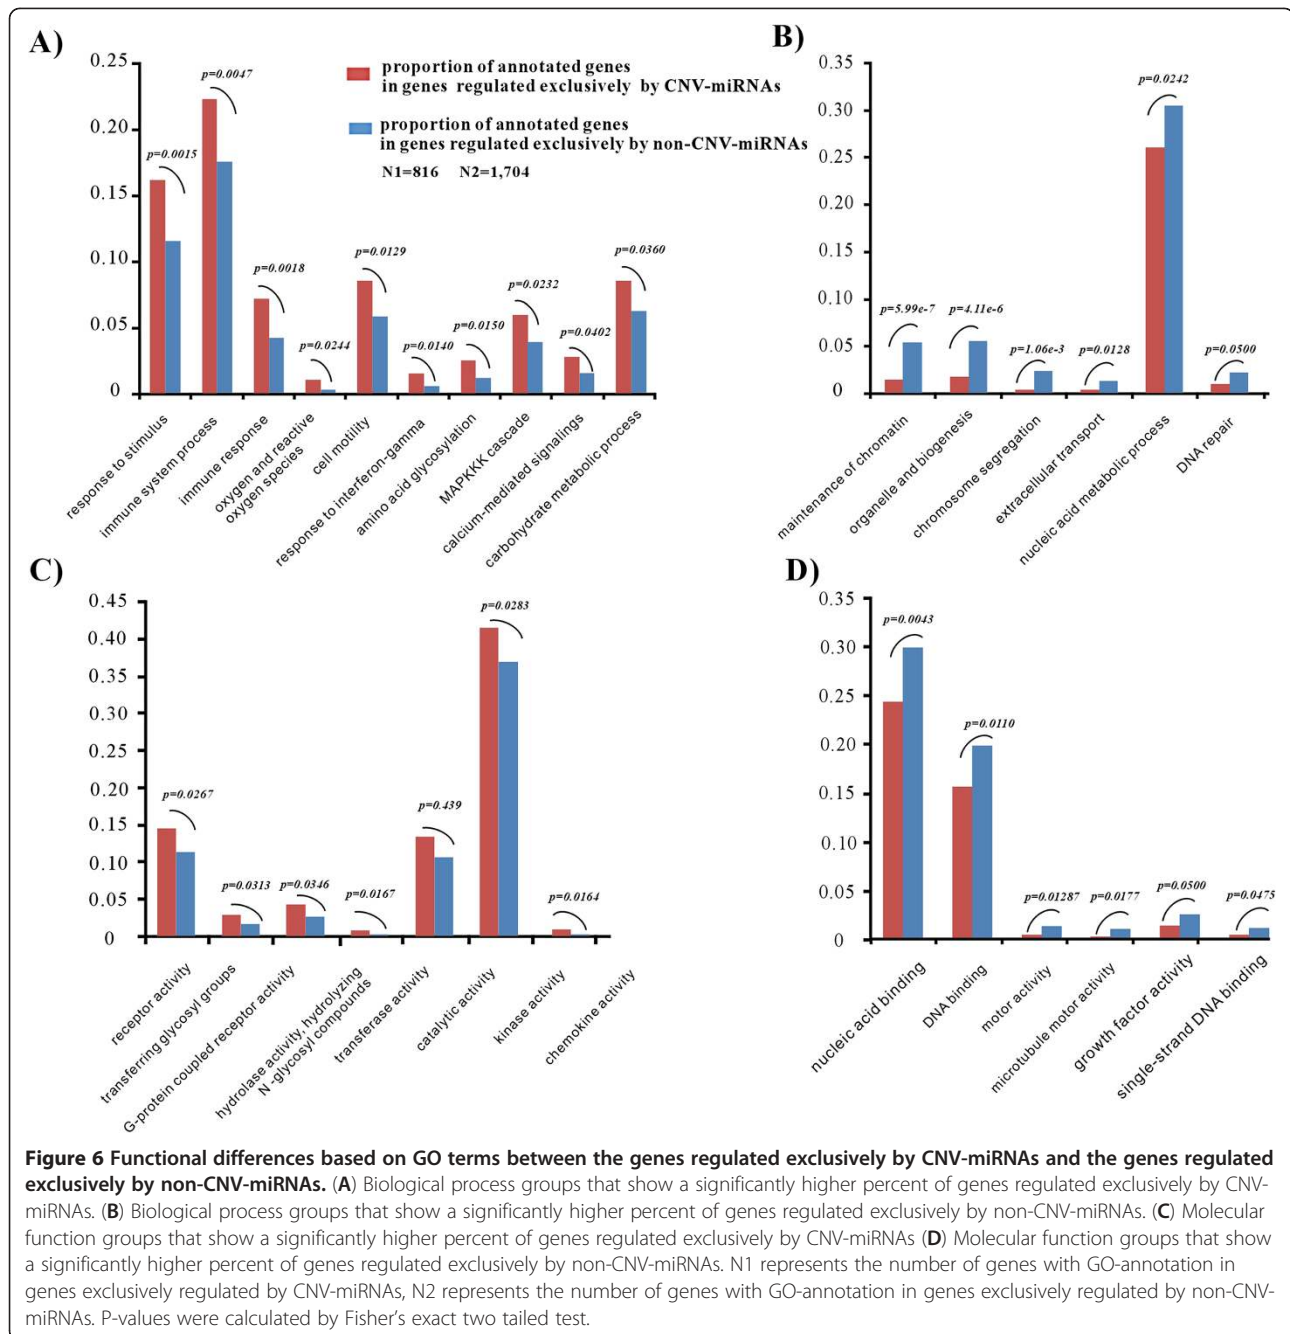 A)
0.25
0.20
0.15
0.10
0.05
0
p=0.0015
p=0.0047
p=0.0018
p=0.0244
p=0.0129
p=0.0140
p=0.0150
p=0.0232
p=0.0402
p=0.0360
proportion of annotated genes
in genes regulated exclusively by CNV-miRNAs
proportion of annotated genes
in genes regulated exclusively by non-CNV-miRNAs
N1=816 N2=1,704
response to stimulus
immune system process
immune response
oxygen and reactive
oxygen species
cell motility
response to interferon-gamma
amino acid glycosylation
MAPKKK cascade
calcium-mediated signalings
carbohydrate metabolic process
B)
0.35
0.30
0.25
0.20
0.15
0.10
0.05
0
p=5.99e-7
p=4.11e-6
p=1.06e-3
p=0.0128
p=0.0242
p=0.0500
maintenance of chromatin
organelle and biogenesis
chromosome segregation
extracellular transport
nucleic acid metabolic process
DNA repair
C)
0.45
0.40
0.35
0.30
0.25
0.20
0.15
0.10
0.05
0
p=0.0267
p=0.0313
p=0.0346
p=0.0167
p=0.439
p=0.0283
p=0.0164
receptor activity
transferring glycosyl groups
G-protein coupled receptor activity
hydrolase activity, hydrolyzing
N -glycosyl compounds
transferase activity
catalytic activity
kinase activity
chemokine activity
D)
0.35
0.30
0.25
0.20
0.15
0.10
0.05
0
p=0.0043
p=0.0110
p=0.01287
p=0.0177
p=0.0500
p=0.0475
nucleic acid binding
DNA binding
motor activity
microtubule motor activity
growth factor activity
single-strand DNA binding
Figure 6 Functional differences based on GO terms between the genes regulated exclusively by CNV-miRNAs and the genes regulated
exclusively by non-CNV-miRNAs. (A) Biological process groups that show a significantly higher percent of genes regulated exclusively by CNV-
miRNAs. (B) Biological process groups that show a significantly higher percent of genes regulated exclusively by non-CNV-miRNAs. (C) Molecular
function groups that show a significantly higher percent of genes regulated exclusively by CNV-miRNAs (D) Molecular function groups that show
a significantly higher percent of genes regulated exclusively by non-CNV-miRNAs. N1 represents the number of genes with GO-annotation in
genes exclusively regulated by CNV-miRNAs, N2 represents the number of genes with GO-annotation in genes exclusively regulated by non-CNV-
miRNAs. P-values were calculated by Fisher's exact two tailed test.